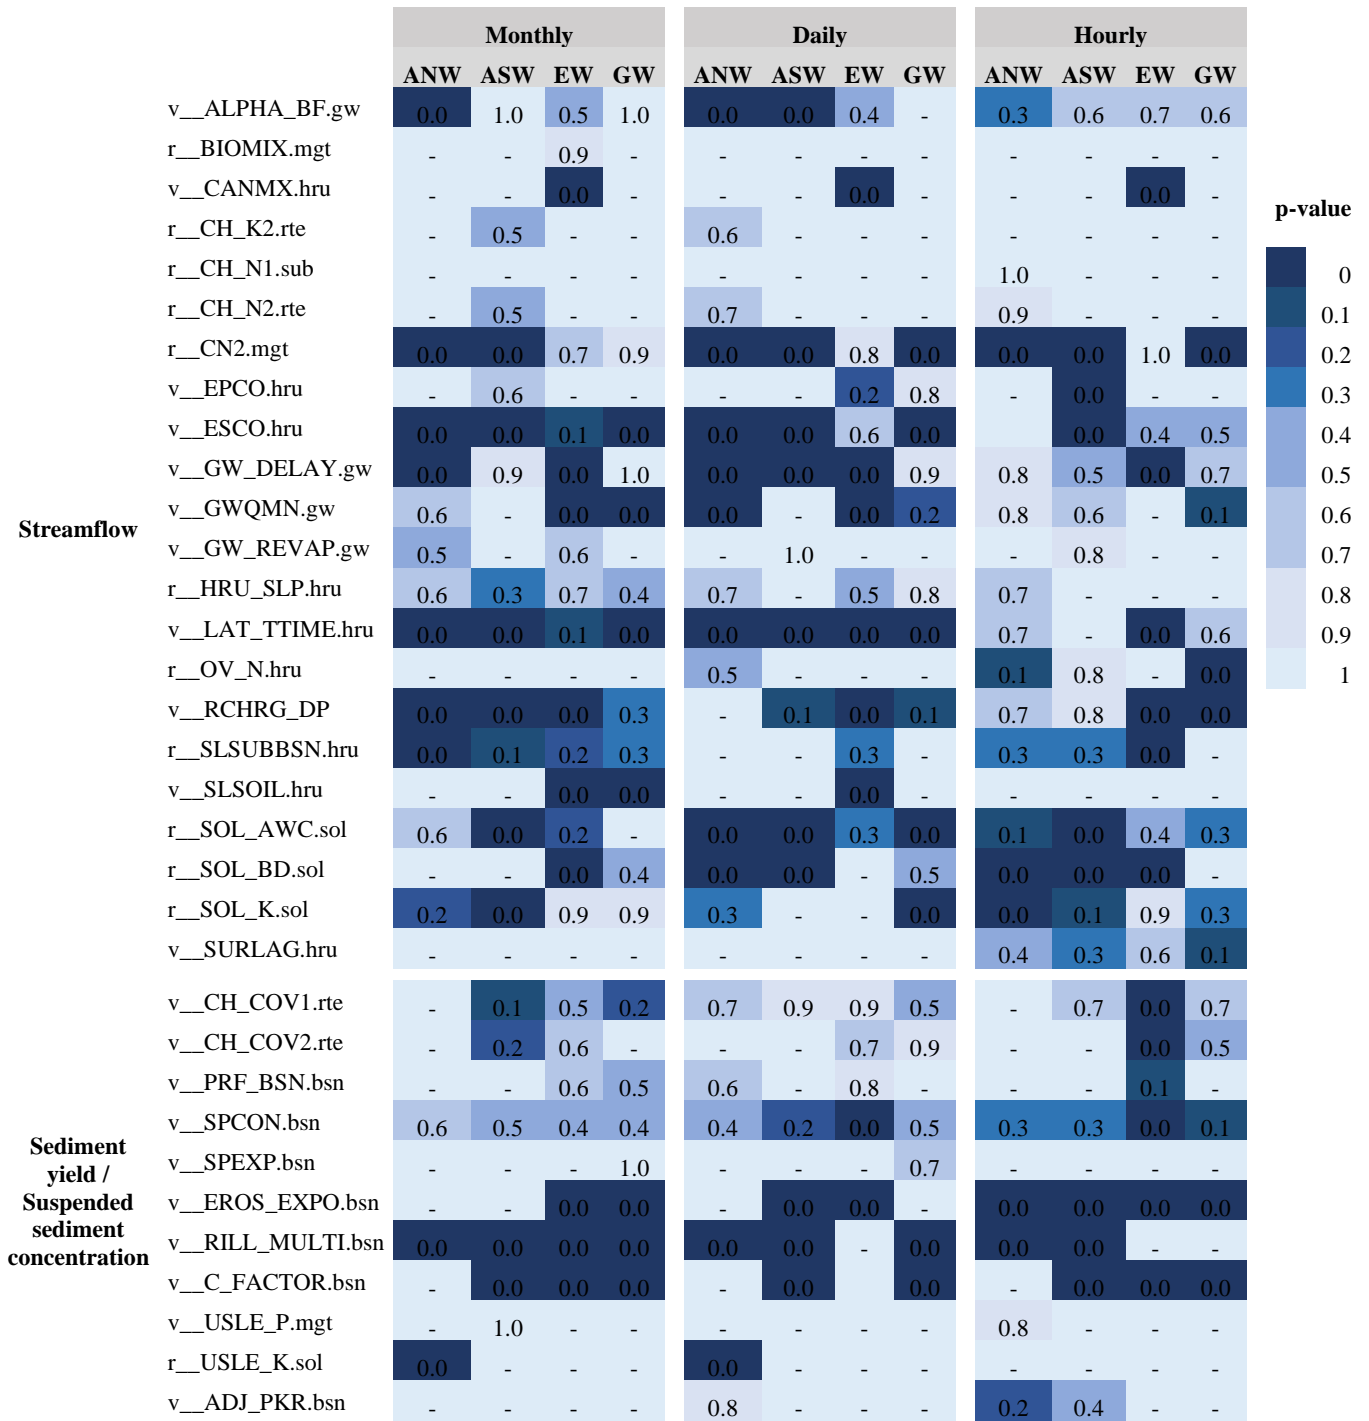 Monthly Daily Hourly
ANW ASW EW GW ANW ASW EW GW ANW ASW EW GW
v__ALPHA_BF.gw 0.0 1.0 0.5 1.0 0.0 0.0 0.4 - 0.3 0.6 0.7 0.6
r__BIOMIX.mgt - - 0.9 - - - - - - - - -
v__CANMX.hru - - 0.0 - - - 0.0 - - - 0.0 -
r__CH_K2.rte - 0.5 - - 0.6 - - - - - - -
r__CH_N1.sub - - - - - - - - 1.0 - - -
r__CH_N2.rte - 0.5 - - 0.7 - - - 0.9 - - -
r__CN2.mgt 0.0 0.0 0.7 0.9 0.0 0.0 0.8 0.0 0.0 0.0 1.0 0.0
v__EPCO.hru - 0.6 - - - - 0.2 0.8 - 0.0 - -
v__ESCO.hru 0.0 0.0 0.1 0.0 0.0 0.0 0.6 0.0 0.0 0.4 0.5
v__GW_DELAY.gw 0.0 0.9 0.0 1.0 0.0 0.0 0.0 0.9 0.8 0.5 0.0 0.7
v__GWQMN.gw 0.6 - 0.0 0.0 0.0 - 0.0 0.2 0.8 0.6 - 0.1
Streamflow
v__GW_REVAP.gw 0.5 - 0.6 - - 1.0 - - - 0.8 - -
r__HRU_SLP.hru 0.6 0.3 0.7 0.4 0.7 - 0.5 0.8 0.7 - - -
v__LAT_TTIME.hru 0.0 0.0 0.1 0.0 0.0 0.0 0.0 0.0 0.7 - 0.0 0.6
r__OV_N.hru - - - - 0.5 - - - 0.1 0.8 - 0.0
v__RCHRG_DP 0.0 0.0 0.0 0.3 - 0.1 0.0 0.1 0.7 0.8 0.0 0.0
r__SLSUBBSN.hru 0.0 0.1 0.2 0.3 - - 0.3 - 0.3 0.3 0.0 -
v__SLSOIL.hru - - 0.0 0.0 - - 0.0 - - - - -
r__SOL_AWC.sol 0.6 0.0 0.2 - 0.0 0.0 0.3 0.0 0.1 0.0 0.4 0.3
r__SOL_BD.sol - - 0.0 0.4 0.0 0.0 - 0.5 0.0 0.0 0.0 -
r__SOL_K.sol 0.2 0.0 0.9 0.9 0.3 - - 0.0 0.0 0.1 0.9 0.3
v__SURLAG.hru - - - - - - - - 0.4 0.3 0.6 0.1
v__CH_COV1.rte - 0.1 0.5 0.2 0.7 0.9 0.9 0.5 - 0.7 0.0 0.7
v__CH_COV2.rte - 0.2 0.6 - - - 0.7 0.9 - - 0.0 0.5
v__PRF_BSN.bsn - - 0.6 0.5 0.6 - 0.8 - - - 0.1 -
v__SPCON.bsn 0.6 0.5 0.4 0.4 0.4 0.2 0.0 0.5 0.3 0.3 0.0 0.1
Sediment
yield /
Suspended
sediment
concentration
v__SPEXP.bsn - - - 1.0 - - - 0.7 - - - -
v__EROS_EXPO.bsn - - 0.0 0.0 - 0.0 0.0 - 0.0 0.0 0.0 0.0
v__RILL_MULTI.bsn 0.0 0.0 0.0 0.0 0.0 0.0 - 0.0 0.0 0.0 - -
v__C_FACTOR.bsn - 0.0 0.0 0.0 - 0.0 - 0.0 - 0.0 0.0 0.0
v__USLE_P.mgt - 1.0 - - - - - - 0.8 - - -
r__USLE_K.sol 0.0 - - - 0.0 - - - - - - -
v__ADJ_PKR.bsn - - - - 0.8 - - - 0.2 0.4 - -
p-value
0
0.1
0.2
0.3
0.4
0.5
0.6
0.7
0.8
0.9
1